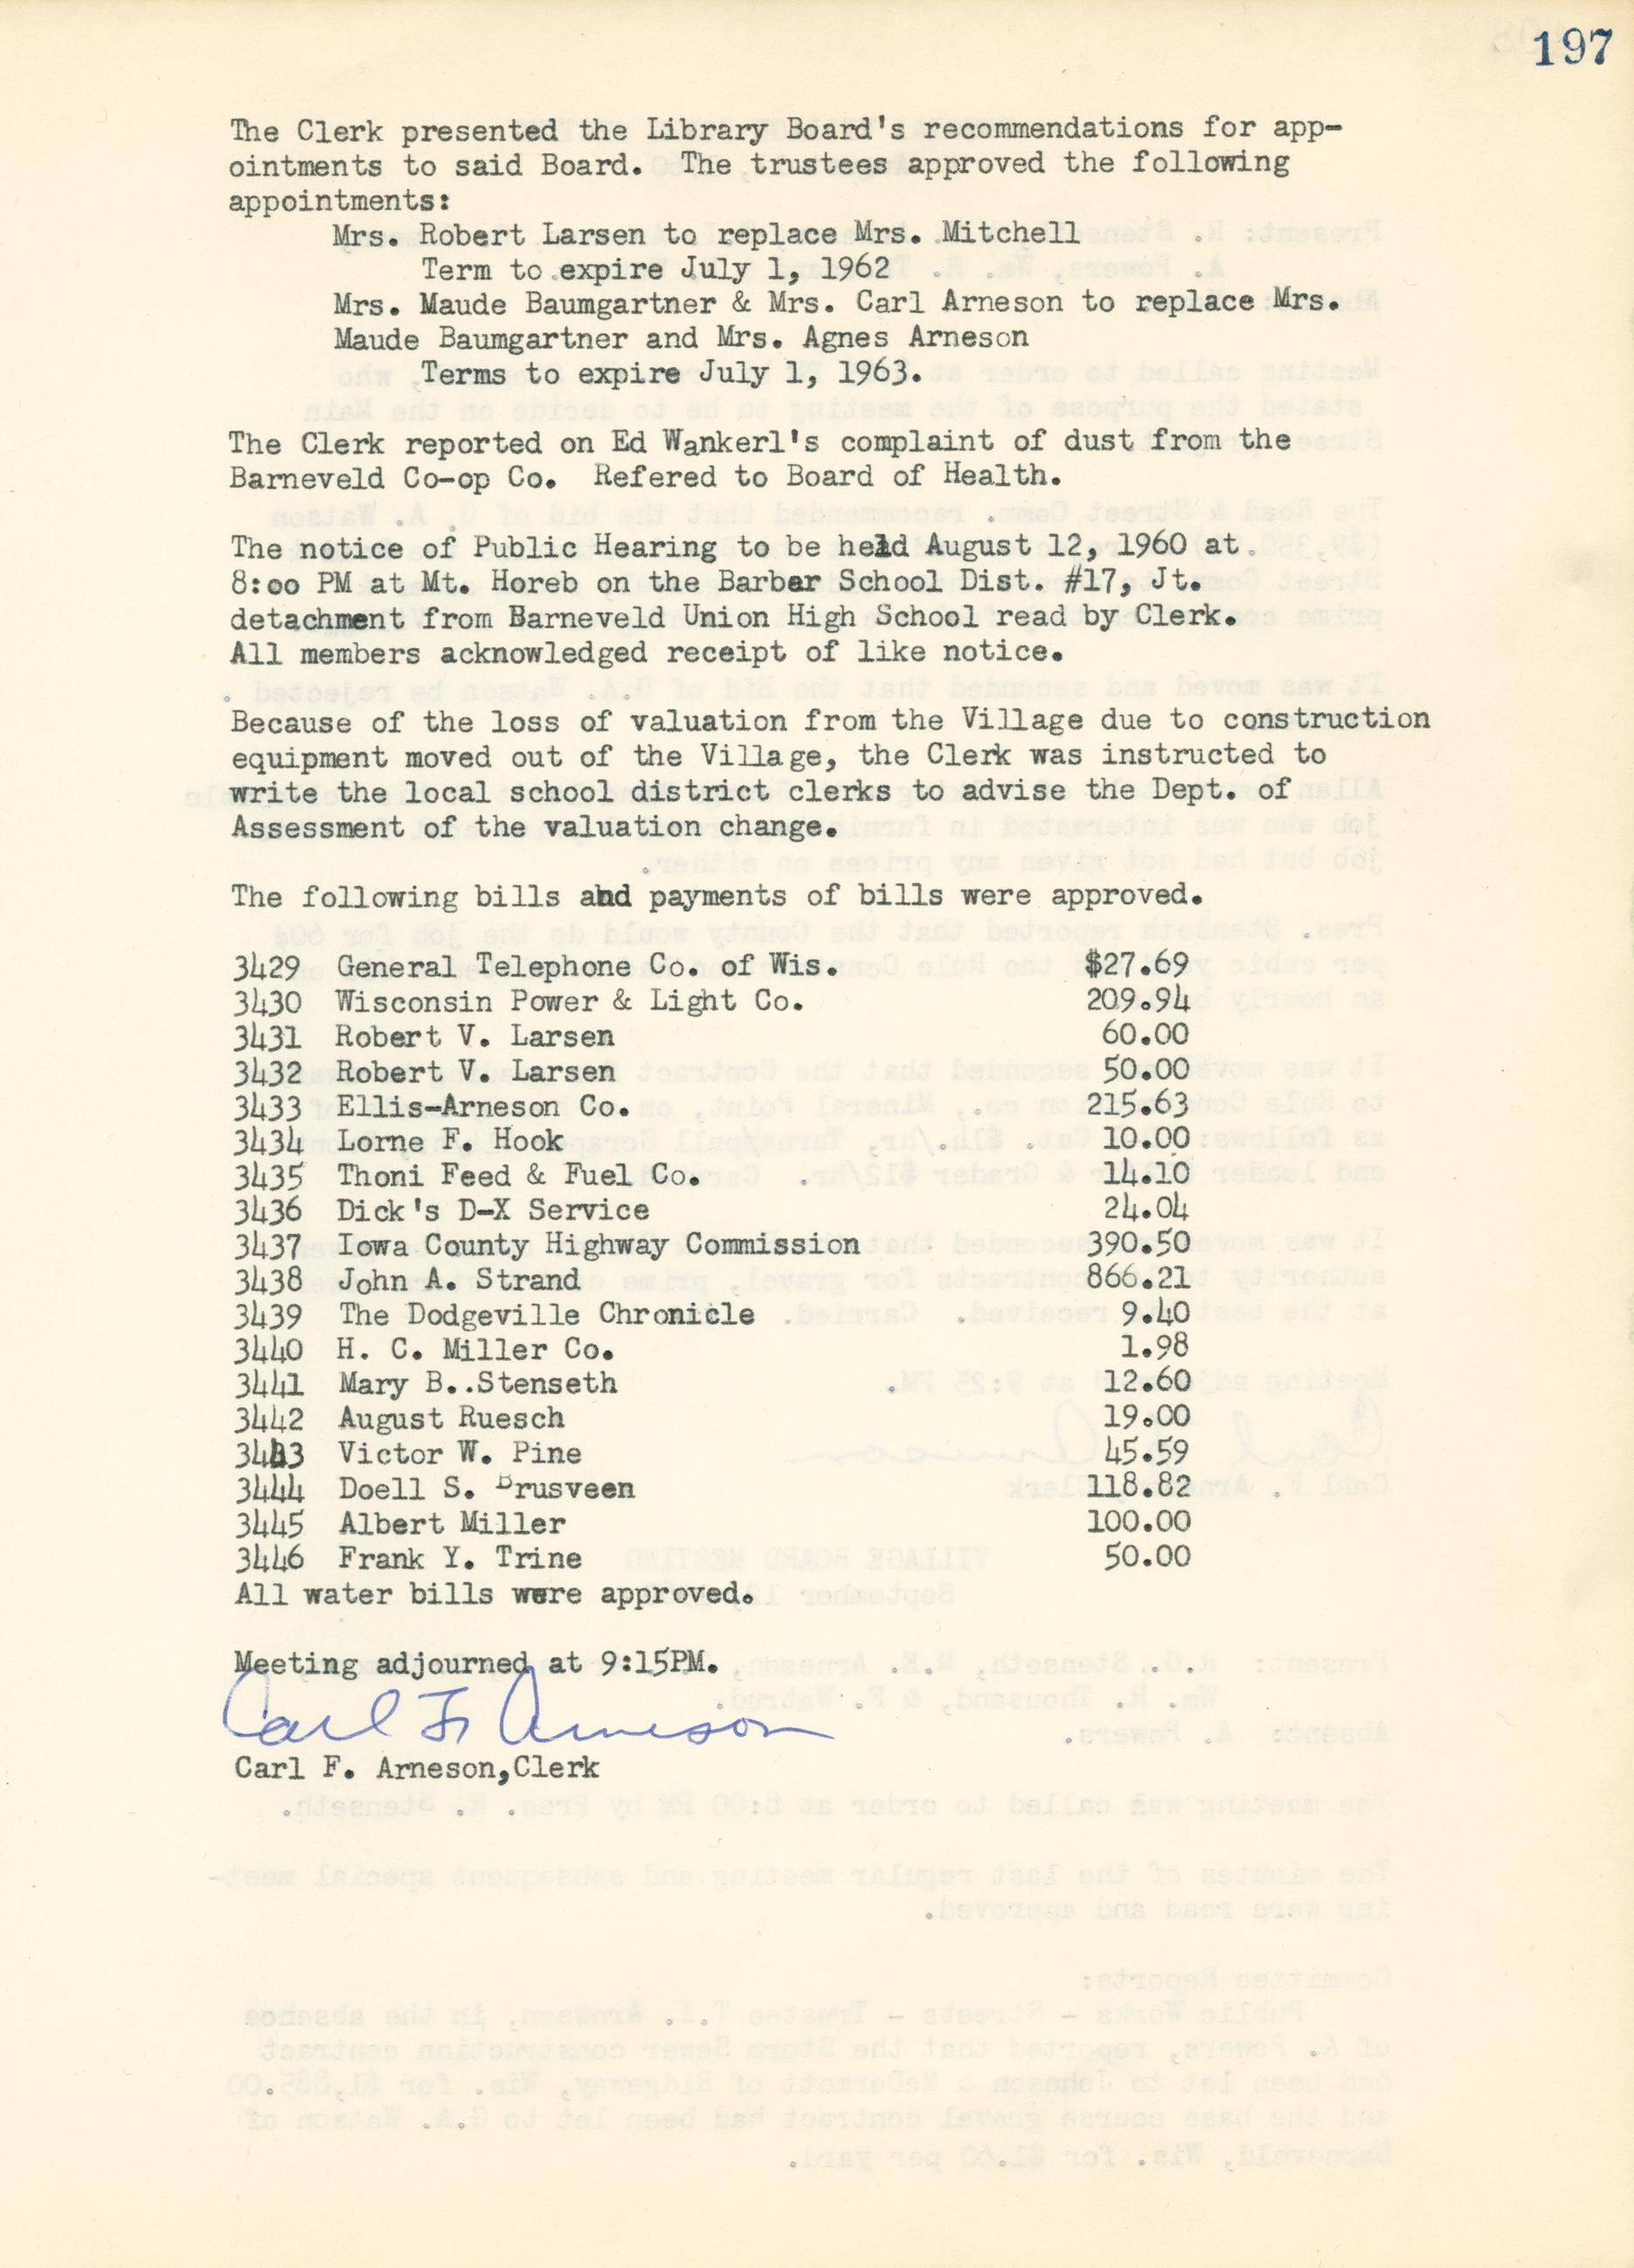 197
The Clerk presented the Library Board's recommendations for app-
ointments to said Board. The trustees approved the following
appointments:
Mrs. Robert Larsen to replace Mrs. Mitchell
Term to expire July 1, 1962
Mrs. Maude Baumgartner & Mrs. Carl Arneson to replace Mrs.
Maude Baumgartner and Mrs. Agnes Arneson
Terms to expire July 1, 1963.
The Clerk reported on Ed Wankerl's complaint of dust from the
Barneveld Co-op Co. Refered to Board of Health.
The notice of Public Hearing to be held August 12, 1960 at
8:00 PM at Mt. Horeb on the Barber School Dist. #17, Jt.
detachment from Barneveld Union High School read by Clerk.
All members acknowledged receipt of like notice.
Because of the loss of valuation from the Village due to construction
equipment moved out of the Village, the Clerk was instructed to
write the local school district clerks to advise the Dept. of
Assessment of the valuation change.
The following bills and payments of bills were approved.
3429 General Telephone Co. of Wis. $27.69
3430 Wisconsin Power & Light Co. 209.94
3431 Robert V. Larsen 60.00
3432 Robert V. Larsen 50.00
3433 Ellis-Arneson Co. 215.63
3434 Lorne F. Hook 10.00
3435 Thoni Feed & Fuel Co. 14.10
3436 Dick's D-X Service 24.04
3437 Iowa County Highway Commission 390.50
3438 John A. Strand 866.21
3439 The Dodgeville Chronicle 9.40
3440 H. C. Miller Co. 1.98
3441 Mary B..Stenseth 12.60
3442 August Ruesch 19.00
3443 Victor W. Pine 45.59
3444 Doell S. Brusveen 118.82
3445 Albert Miller 100.00
3446 Frank Y. Trine 50.00
All water bills were approved.
Meeting adjourned at 9:15PM.
Carl F. Arneson
Carl F. Arneson,Clerk